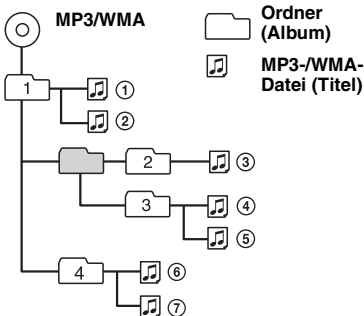 MP3/WMA
Ordner
(Album)
MP3-/WMA-
Datei (Titel)
1
①
②
2
③
3
④
⑤
4
⑥
⑦